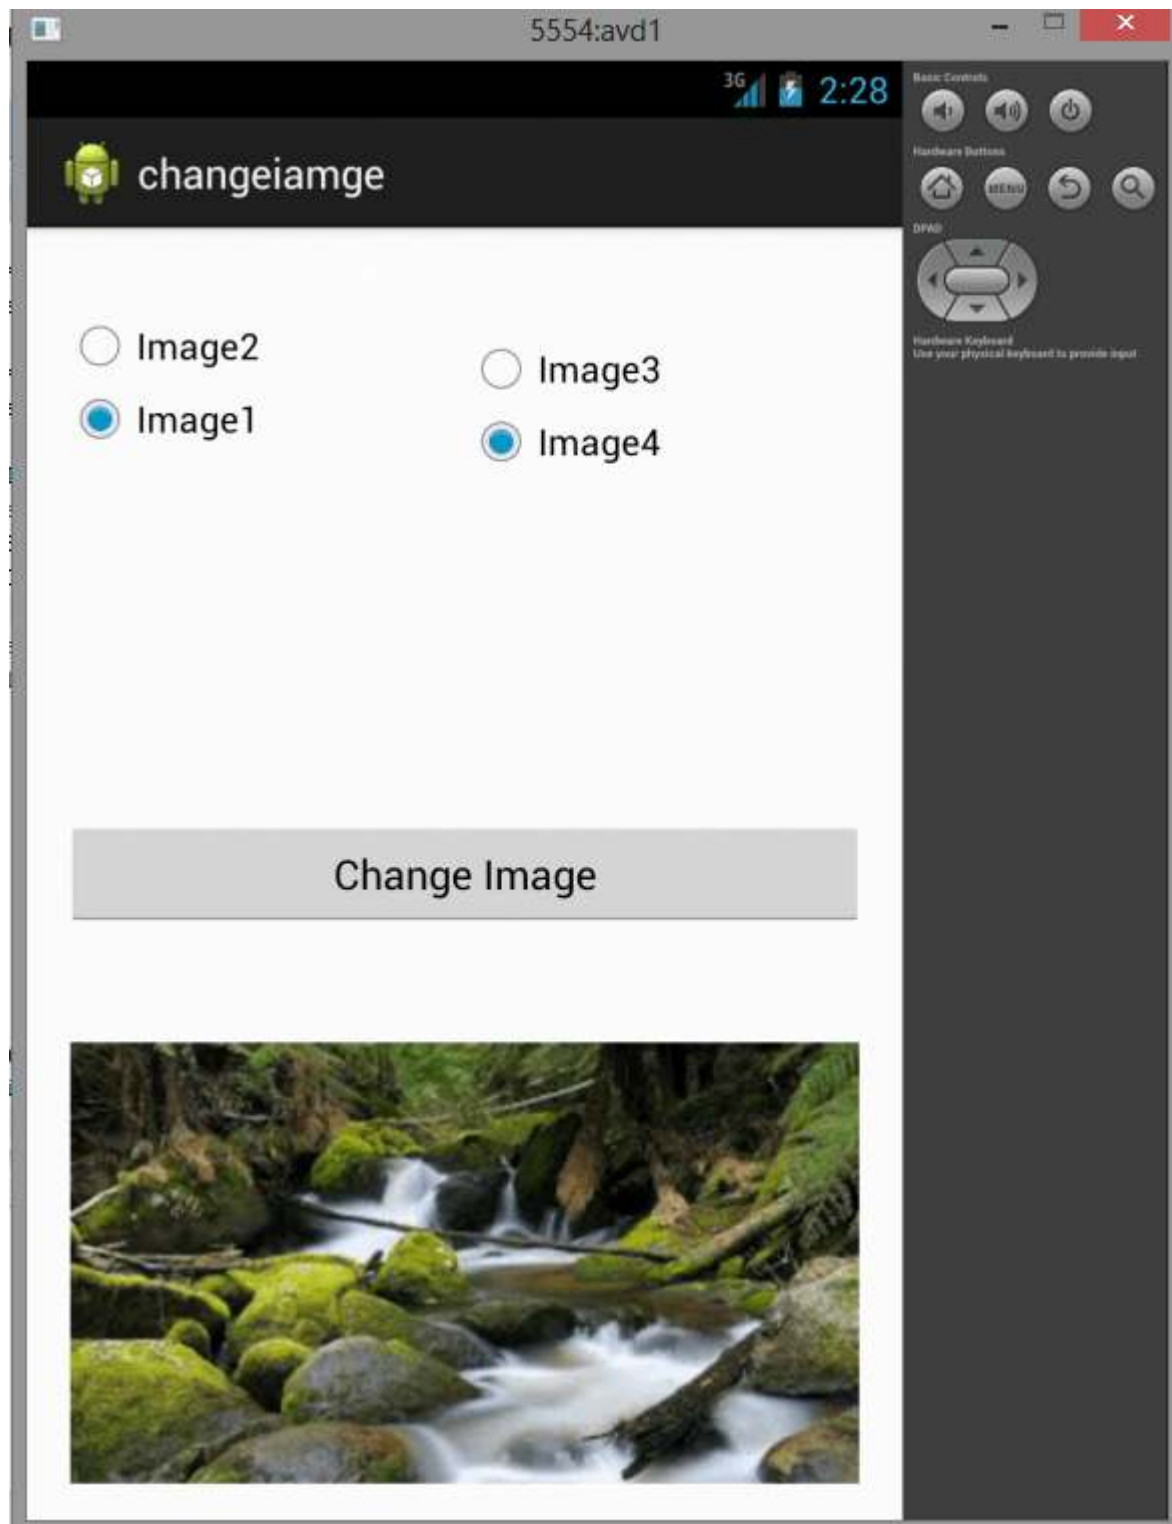 5554:avd1
3G 2:28
changeiamge
Image2
Image1
Image3
Image4
Change Image
Basic Controls
Hardware Buttons
MENU
DPAD
Hardware Keyboard
Use your physical keyboard to provide input